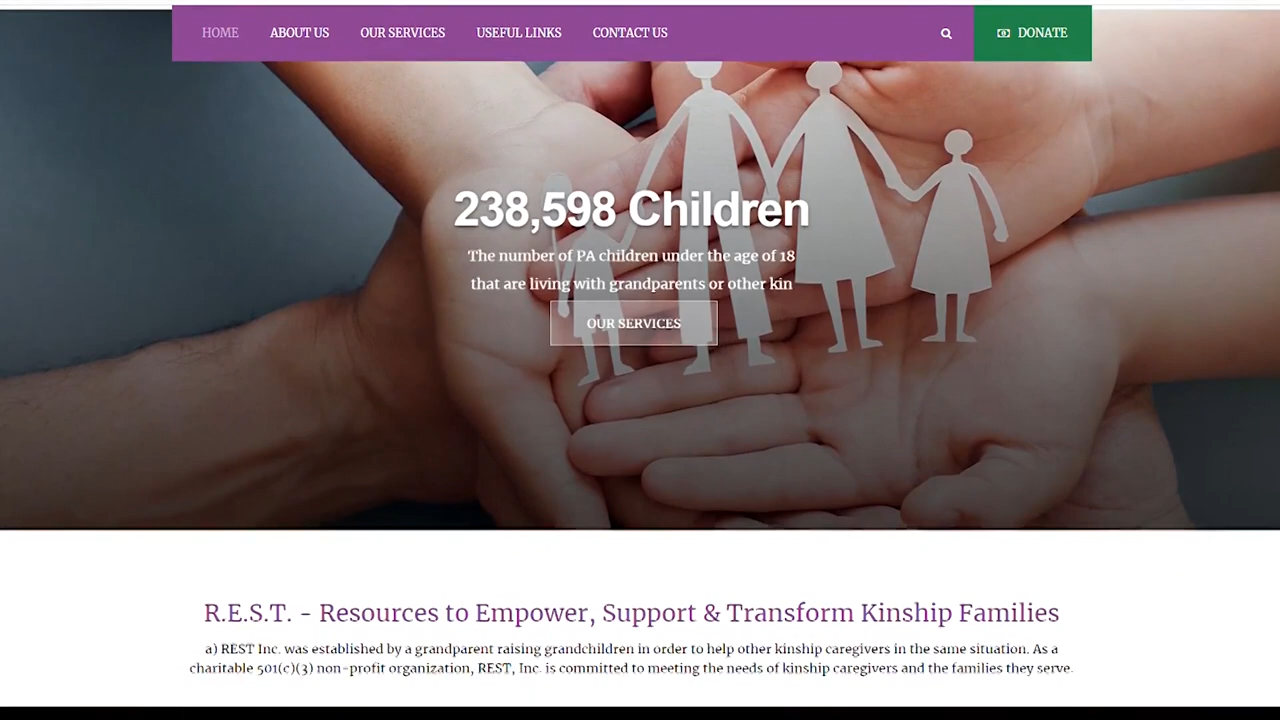 HOME ABOUT US OUR SERVICES USEFUL LINKS CONTACT US DONATE
238,598 Children
The number of PA children under the age of 18
that are living with grandparents or other kin
OUR SERVICES
R.E.S.T. - Resources to Empower, Support & Transform Kinship Families
a) REST Inc. was established by a grandparent raising grandchildren in order to help other kinship caregivers in the same situation. As a
charitable 501(c)(3) non-profit organization, REST, Inc. is committed to meeting the needs of kinship caregivers and the families they serve.